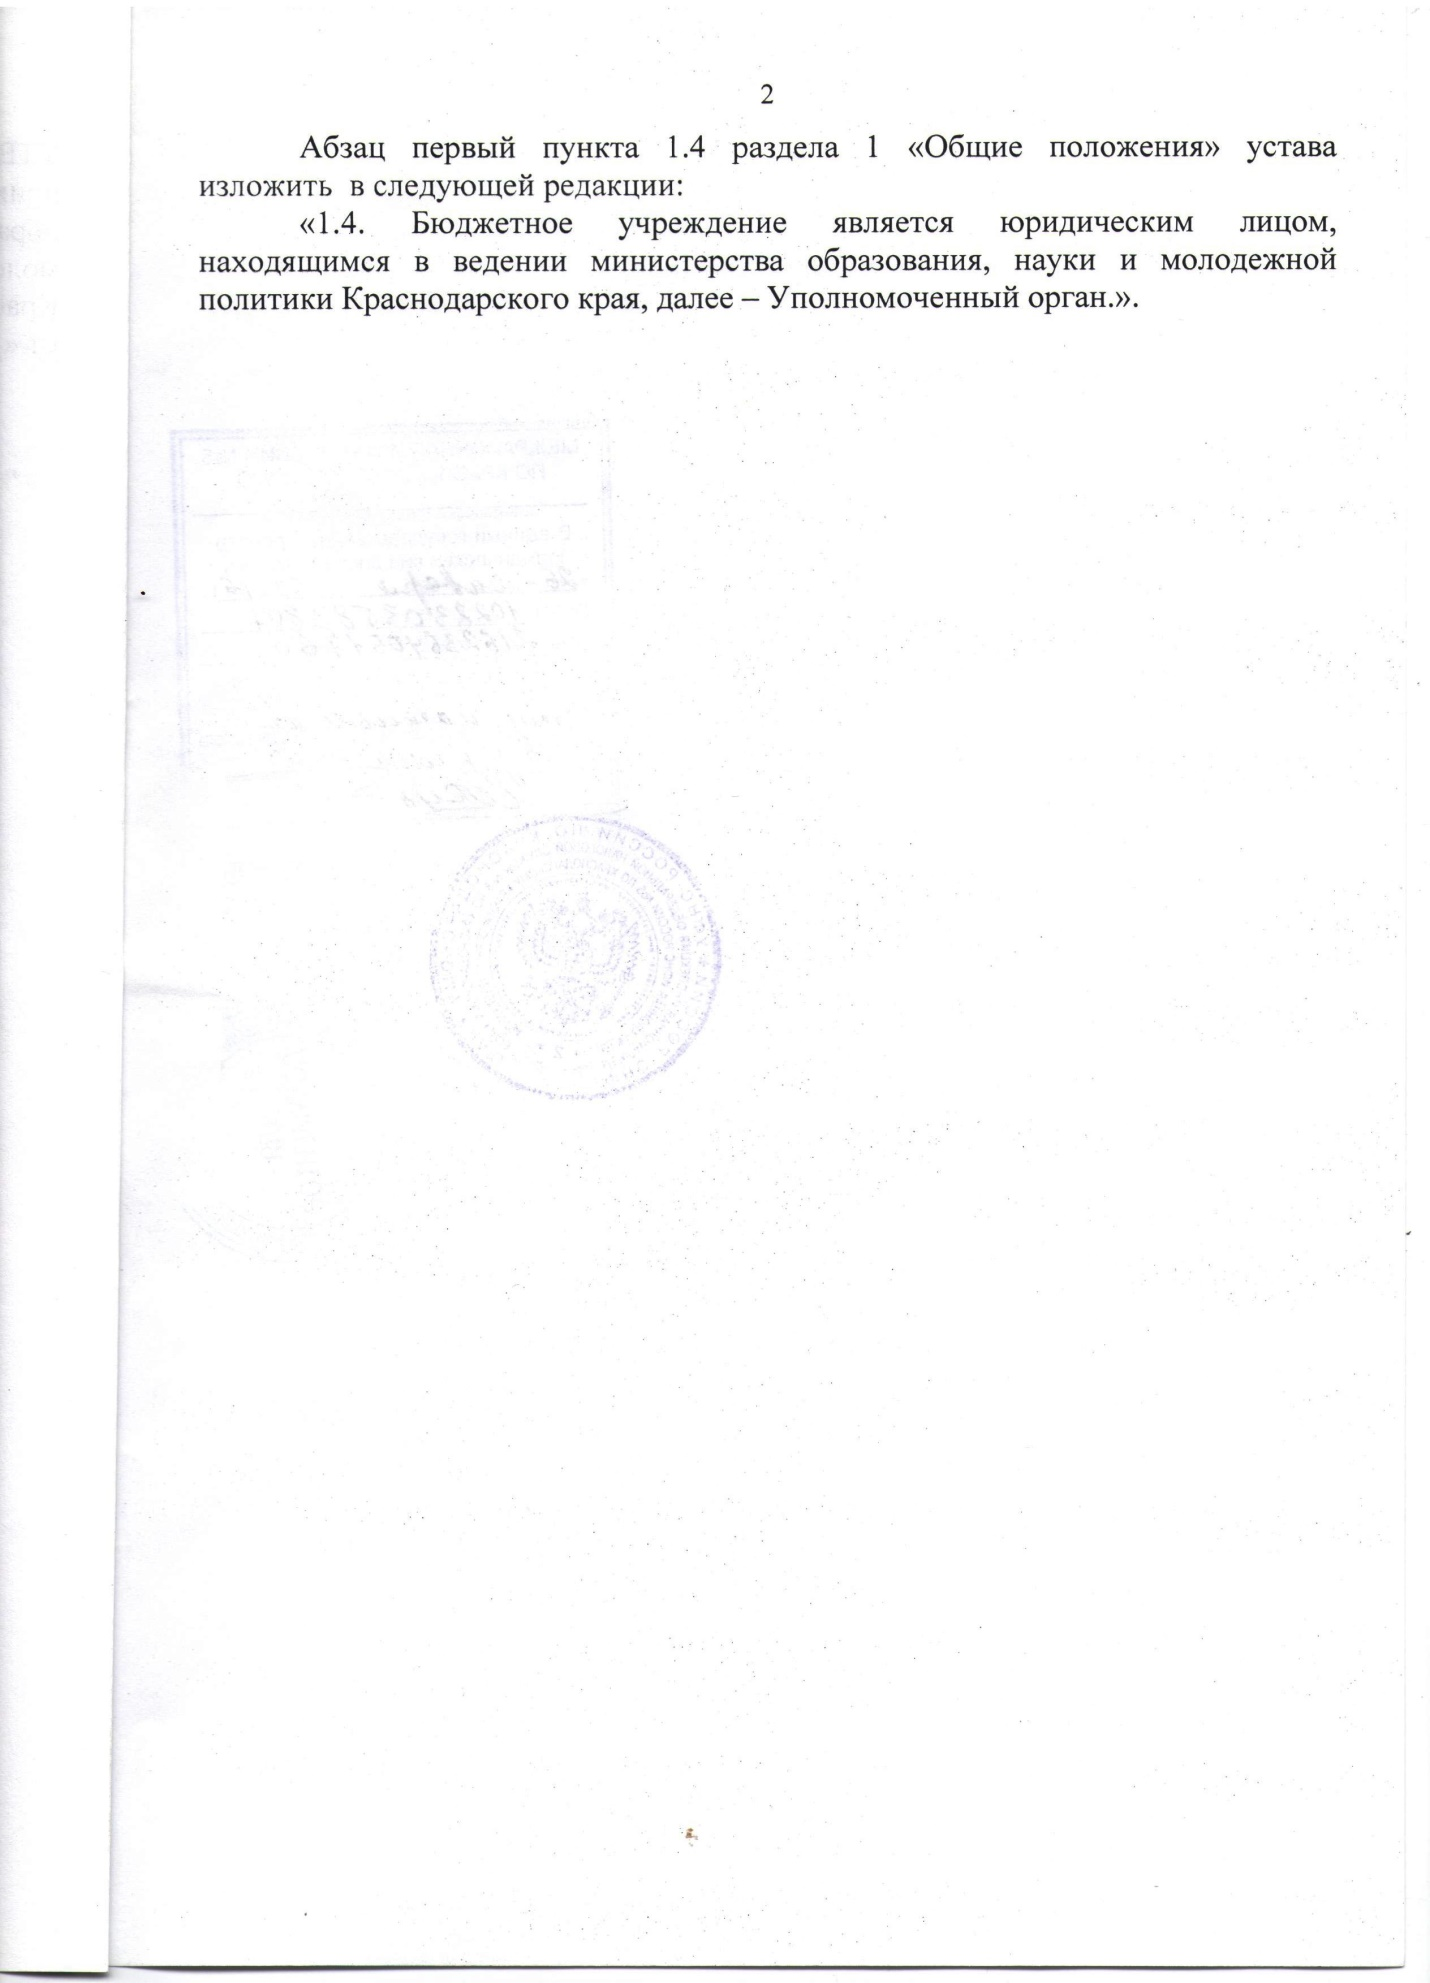 2
Абзац первый пункта 1.4 раздела 1 «Общие положения» устава
изложить в следующей редакции:
«1.4. Бюджетное учреждение является юридическим лицом,
находящимся в ведении министерства образования, науки и молодежной
политики Краснодарского края, далее – Уполномоченный орган.».